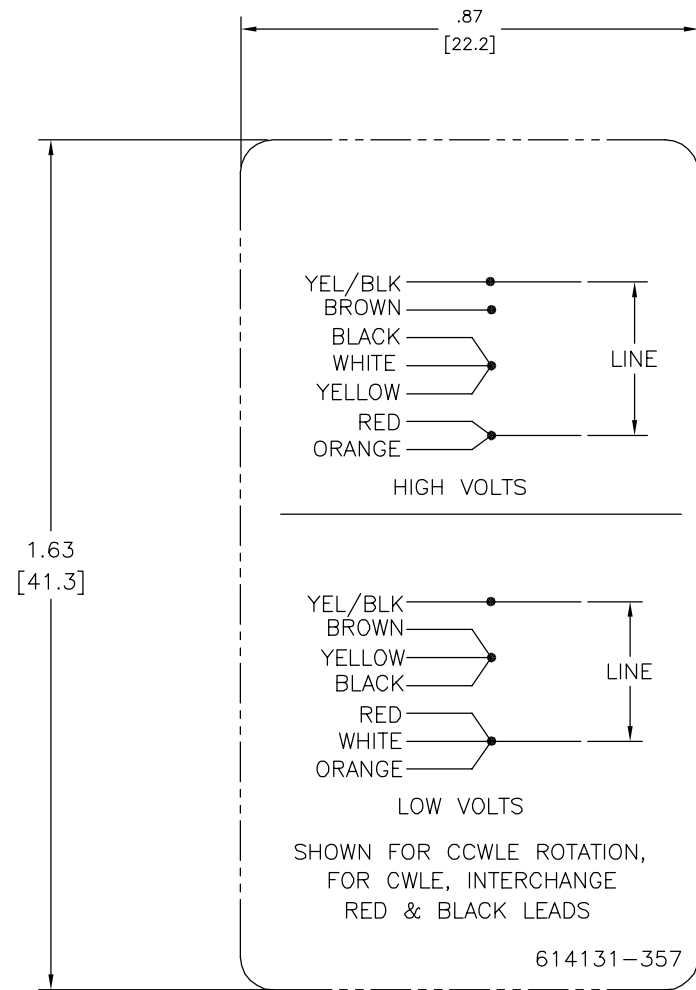 .87
[22.2]
YEL/BLK
BROWN
BLACK
WHITE
YELLOW
RED
ORANGE
LINE
HIGH VOLTS
1.63
[41.3]
YEL/BLK
BROWN
YELLOW
BLACK
RED
WHITE
ORANGE
LINE
LOW VOLTS
SHOWN FOR CCWLE ROTATION,
FOR CWLE, INTERCHANGE
RED & BLACK LEADS
614131-357